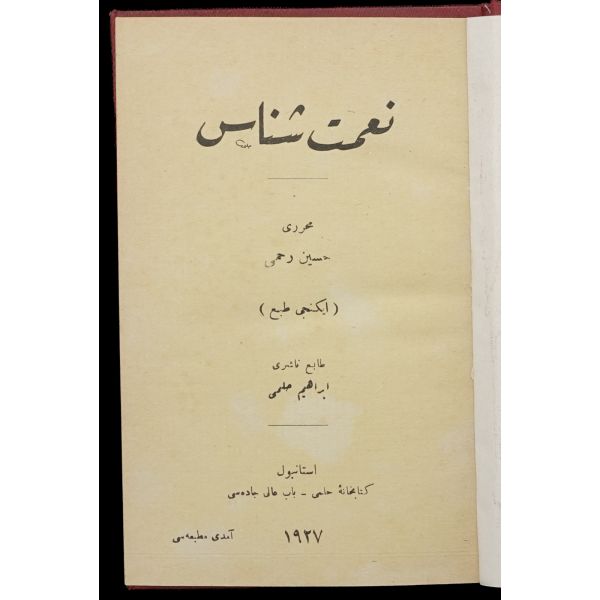 نعمت شناس
محرری
حسین رحمی
( ایکنجی طبع )
طابع ناشری
ابراهیم حلمی
استانبول
کتابخانهٔ حلمی - باب عالی جاده سی
۱۹۲۷
آمدی مطبعه سی